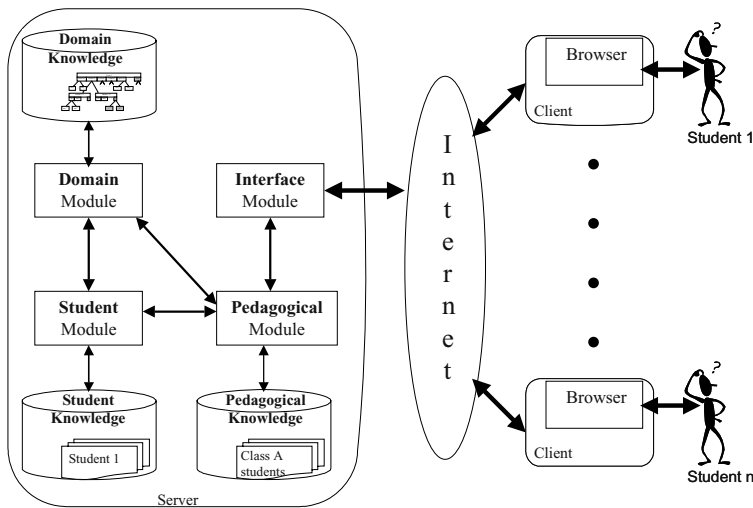 Domain
Knowledge
Domain
Module
Interface
Module
Student
Module
Pedagogical
Module
Student
Knowledge
Student 1
Pedagogical
Knowledge
Class A
students
Server
Internet
Browser
Client
?
Student 1
Browser
Client
?
Student n